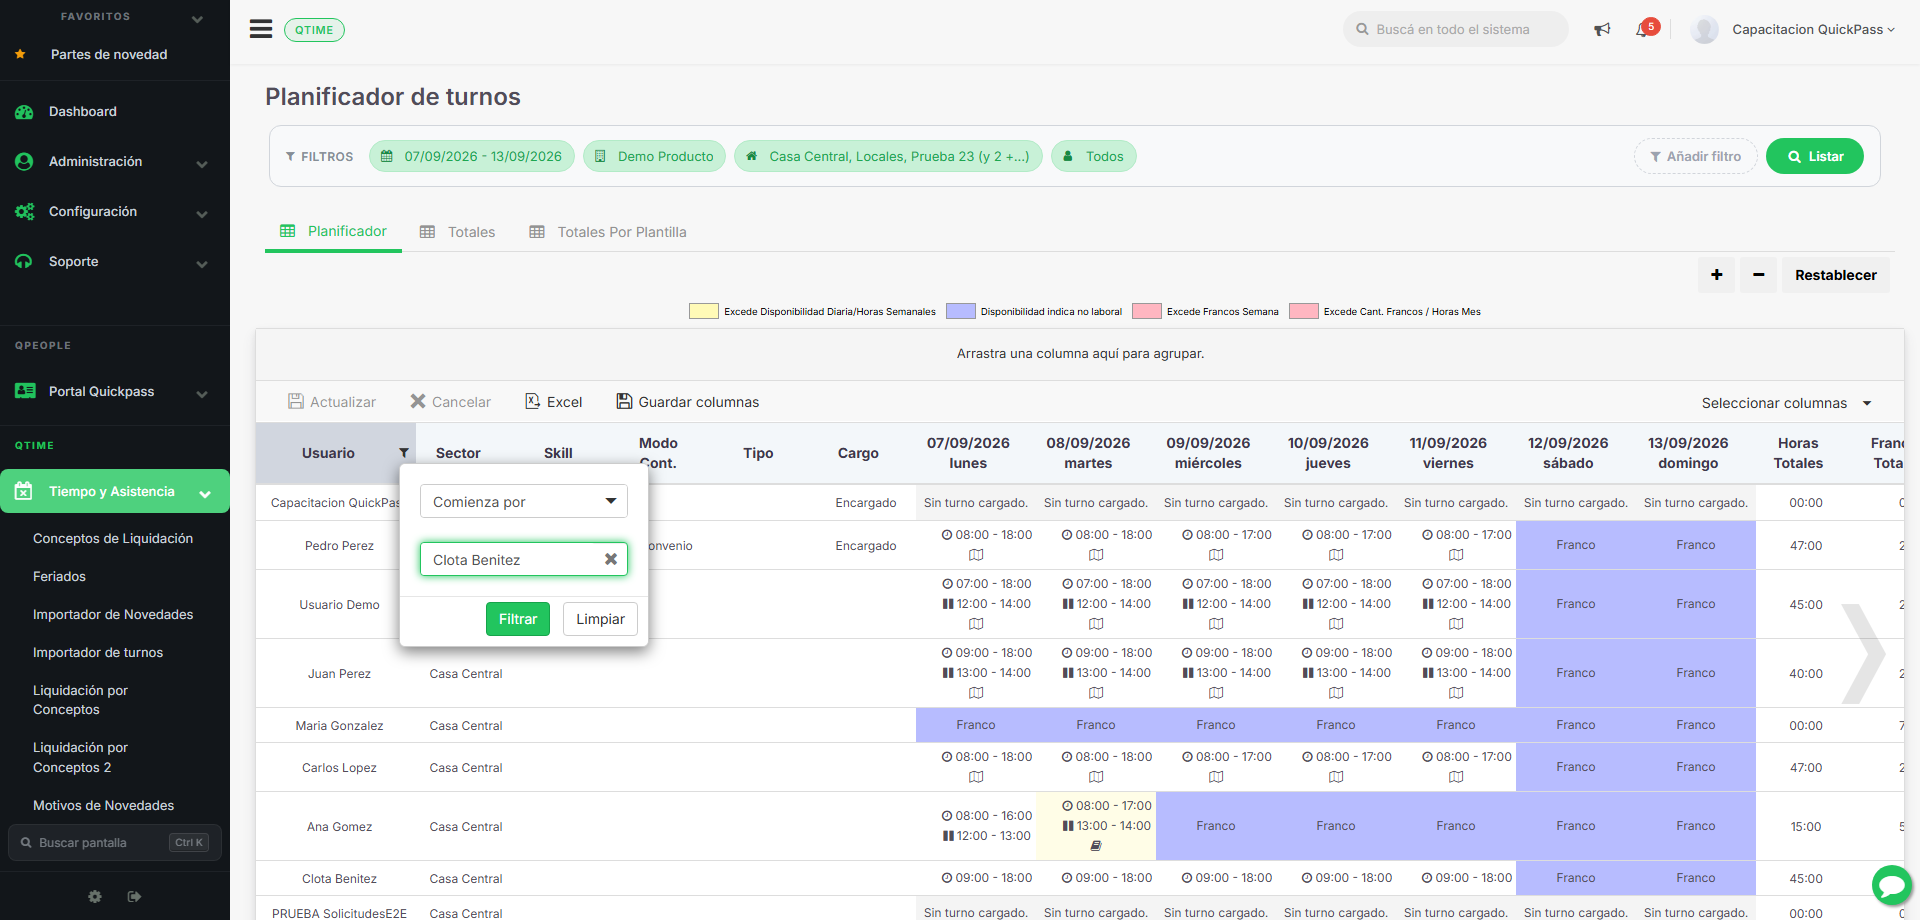 FAVORITOS
Partes de novedad
Dashboard
Administración
Configuración
Soporte
QPEOPLE
Portal Quickpass
QTIME
Tiempo y Asistencia
Conceptos de Liquidación
Feriados
Importador de Novedades
Importador de turnos
Liquidación por
Conceptos
Liquidación por
Conceptos 2
Motivos de Novedades
Buscar pantalla Ctrl K
QTIME
Buscá en todo el sistema
5
Capacitacion QuickPass
Planificador de turnos
FILTROS 07/09/2026 - 13/09/2026 Demo Producto Casa Central, Locales, Prueba 23 (y 2 +...) Todos Añadir filtro Listar
Planificador Totales Totales Por Plantilla
+ − Restablecer
Excede Disponibilidad Diaria/Horas Semanales Disponibilidad indica no laboral Excede Francos Semana Excede Cant. Francos / Horas Mes
Arrastra una columna aquí para agrupar.
Actualizar Cancelar Excel Guardar columnas Seleccionar columnas
Usuario Sector Skill Modo Cont. Tipo Cargo 07/09/2026 lunes 08/09/2026 martes 09/09/2026 miércoles 10/09/2026 jueves 11/09/2026 viernes 12/09/2026 sábado 13/09/2026 domingo Horas Totales
Comienza por
Clota Benitez
Filtrar Limpiar
Capacitacion QuickPas Encargado Sin turno cargado. Sin turno cargado. Sin turno cargado. Sin turno cargado. Sin turno cargado. Sin turno cargado. Sin turno cargado. 00:00
Pedro Perez onvenio Encargado 08:00 - 18:00 08:00 - 18:00 08:00 - 17:00 08:00 - 17:00 08:00 - 17:00 Franco Franco 47:00
07:00 - 18:00 07:00 - 18:00 07:00 - 18:00 07:00 - 18:00 07:00 - 18:00
Usuario Demo 12:00 - 14:00 12:00 - 14:00 12:00 - 14:00 12:00 - 14:00 12:00 - 14:00 Franco Franco 45:00
09:00 - 18:00 09:00 - 18:00 09:00 - 18:00 09:00 - 18:00 09:00 - 18:00
Juan Perez Casa Central 13:00 - 14:00 13:00 - 14:00 13:00 - 14:00 13:00 - 14:00 13:00 - 14:00 Franco Franco 40:00
Maria Gonzalez Casa Central Franco Franco Franco Franco Franco Franco Franco 00:00
Carlos Lopez Casa Central 08:00 - 18:00 08:00 - 18:00 08:00 - 17:00 08:00 - 17:00 08:00 - 17:00 Franco Franco 47:00
08:00 - 16:00 08:00 - 17:00
Ana Gomez Casa Central 12:00 - 13:00 13:00 - 14:00 Franco Franco Franco Franco Franco 15:00
Clota Benitez Casa Central 09:00 - 18:00 09:00 - 18:00 09:00 - 18:00 09:00 - 18:00 09:00 - 18:00 Franco Franco 45:00
PRUEBA SolicitudesE2E Casa Central Sin turno cargado. Sin turno cargado. Sin turno cargado. Sin turno cargado. Sin turno cargado. Sin turno cargado. Sin turno cargado. 00:00